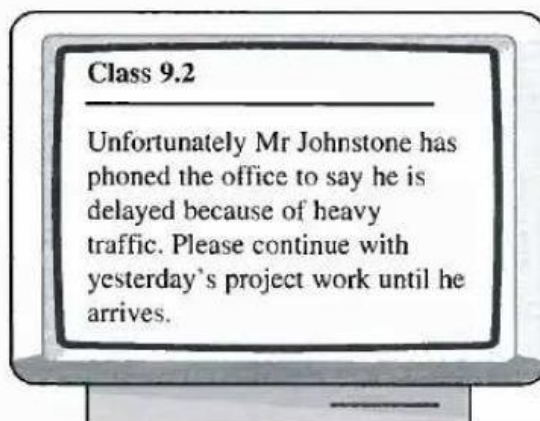 Class 9.2
Unfortunately Mr Johnstone has
phoned the office to say he is
delayed because of heavy
traffic. Please continue with
yesterday's project work until he
arrives.